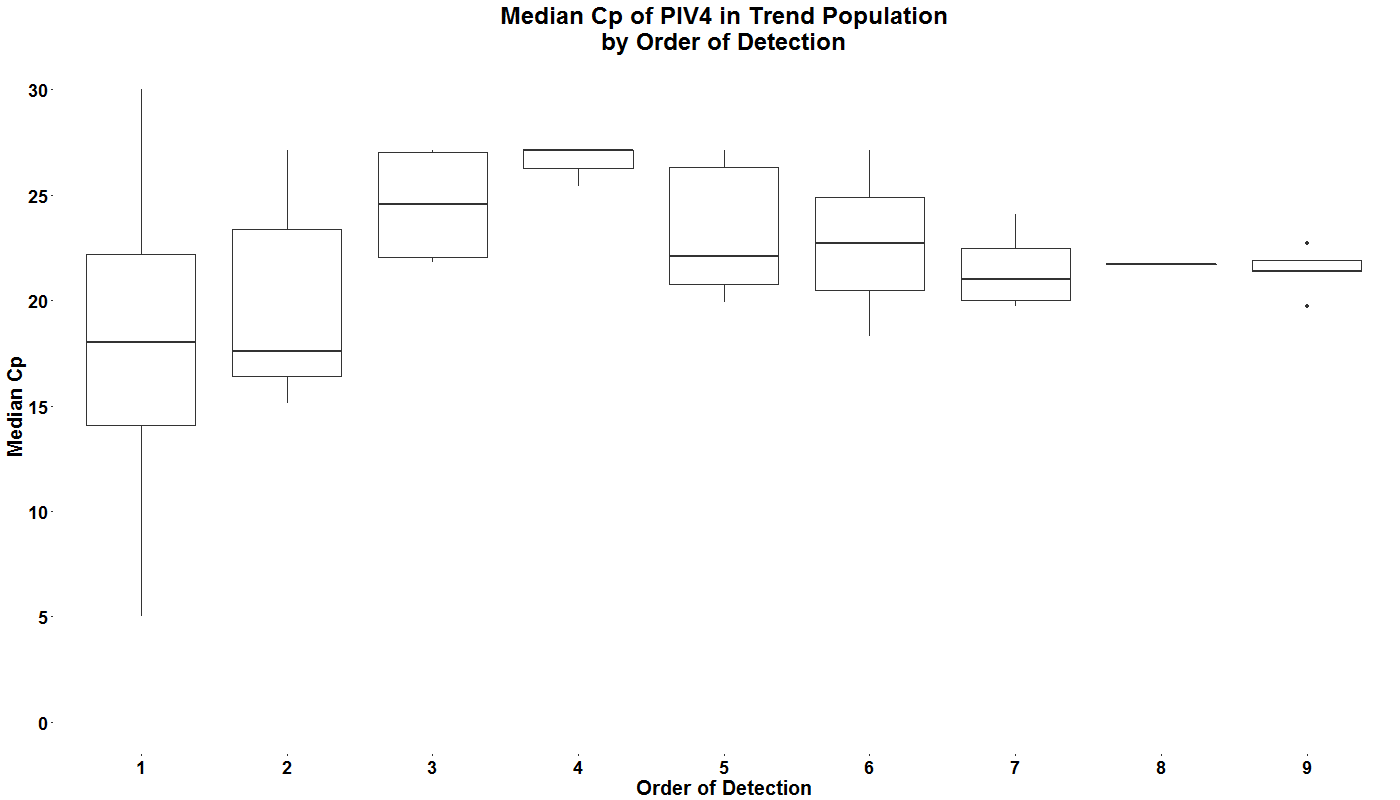 Median Cp of PIV4 in Trend Population
by Order of Detection
Median Cp
30
25
20
15
10
5
0
1 2 3 4 5 6 7 8 9
Order of Detection